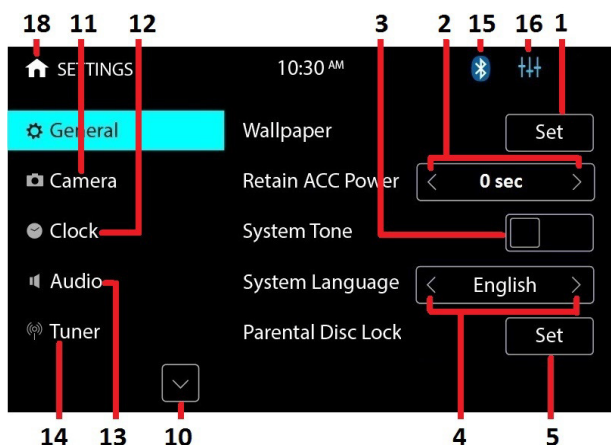 18 11 12 3 2 15 16 1
SETTINGS 10:30 AM
General Wallpaper Set
Camera Retain ACC Power < 0 sec >
Clock System Tone
Audio System Language < English >
Tuner Parental Disc Lock Set
14 13 10 4 5